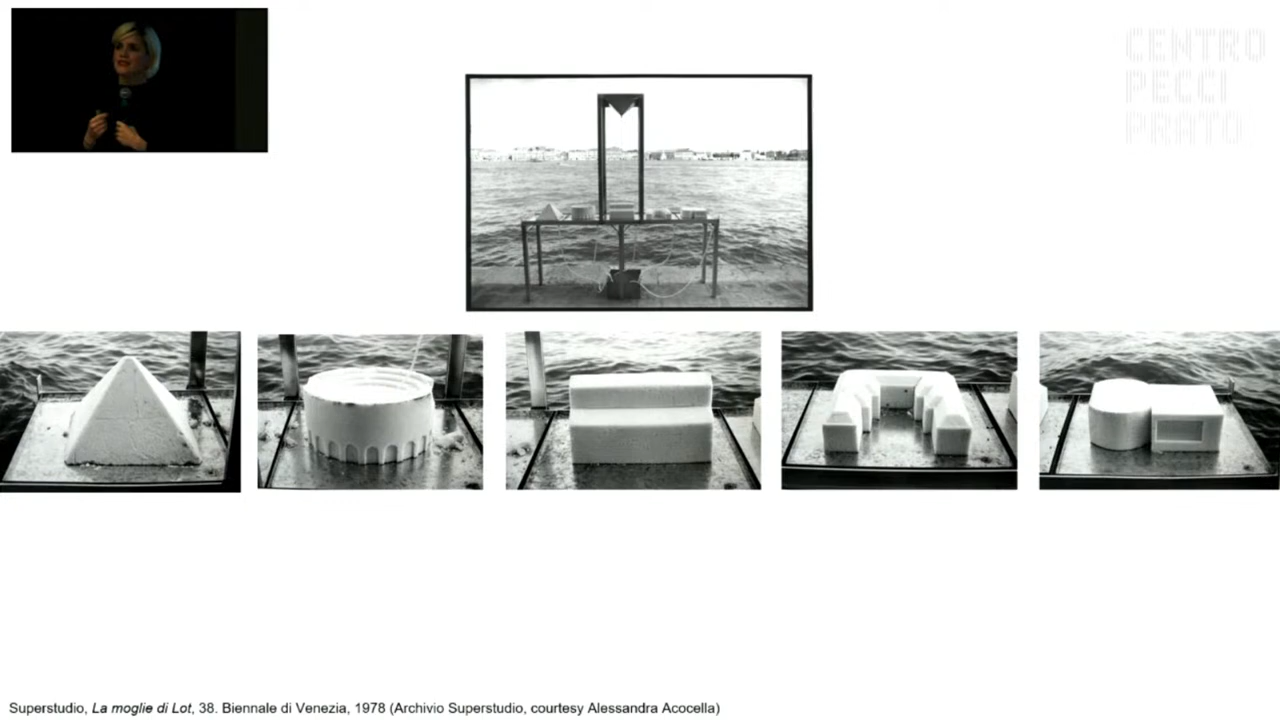 CENTRO
PECCI
PRATO
Superstudio, La moglie di Lot, 38. Biennale di Venezia, 1978 (Archivio Superstudio, courtesy Alessandra Acocella)